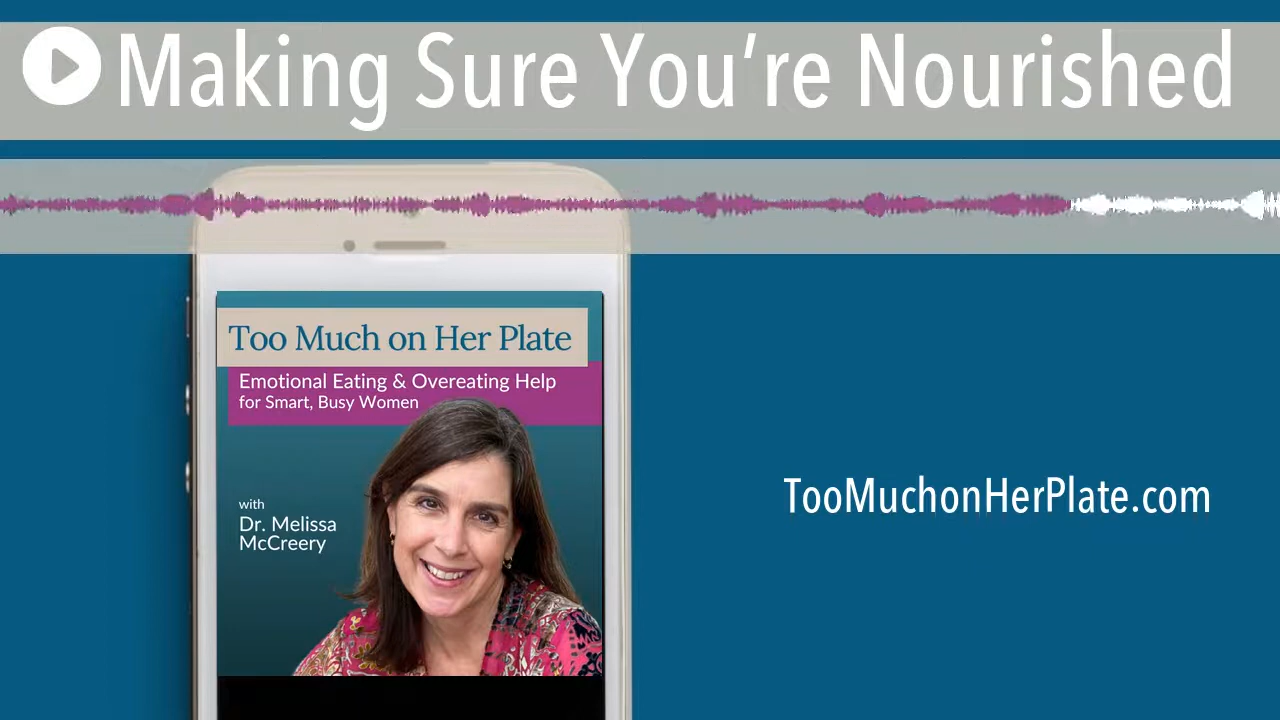 Making Sure You’re Nourished
Too Much on Her Plate
Emotional Eating & Overeating Help
for Smart, Busy Women
with
Dr. Melissa
McCreery
TooMuchonHerPlate.com